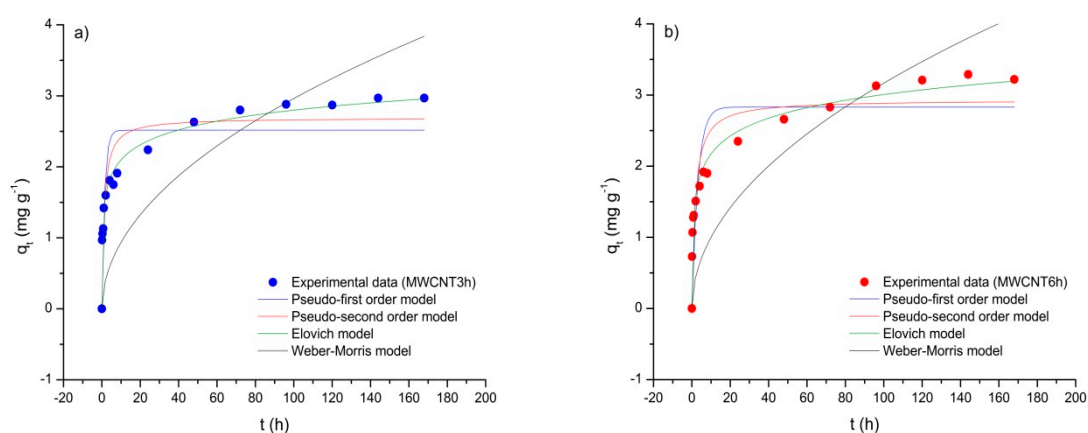 a)
4
3
2
1
0
-1
q_t (mg g⁻¹)
Experimental data (MWCNT3h)
Pseudo-first order model
Pseudo-second order model
Elovich model
Weber-Morris model
-20 0 20 40 60 80 100 120 140 160 180 200
t (h)
b)
4
3
2
1
0
-1
q_t (mg g⁻¹)
Experimental data (MWCNT6h)
Pseudo-first order model
Pseudo-second order model
Elovich model
Weber-Morris model
-20 0 20 40 60 80 100 120 140 160 180 200
t (h)